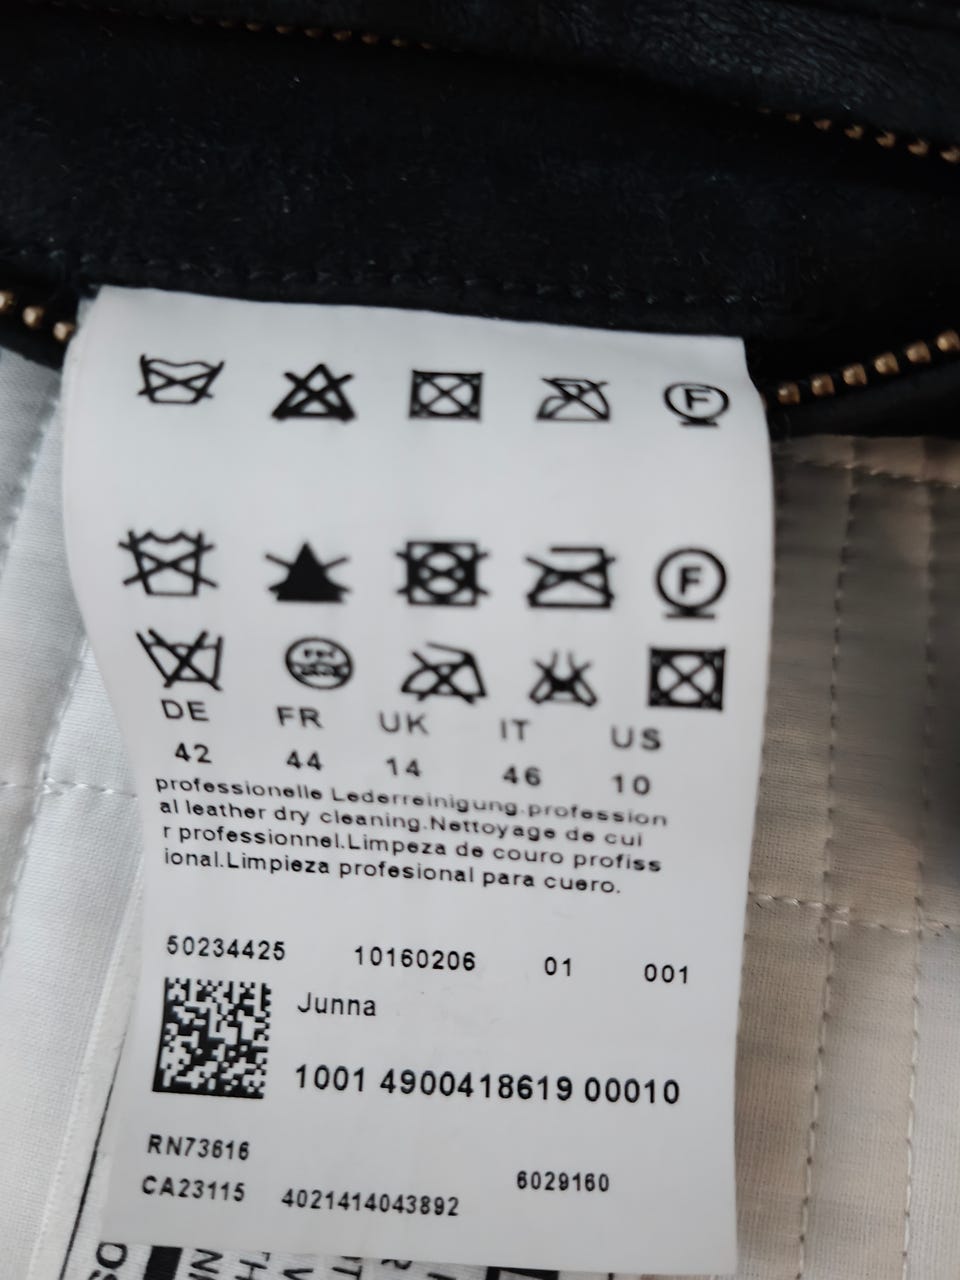 F
F
DE FR UK IT US
42 44 14 46 10
professionelle Lederreinigung.profession
al leather dry cleaning.Nettoyage de cui
r professionnel.Limpeza de couro profiss
ional.Limpieza profesional para cuero.
50234425 10160206 01 001
Junna
1001 4900418619 00010
RN73616
6029160
CA23115 4021414043892